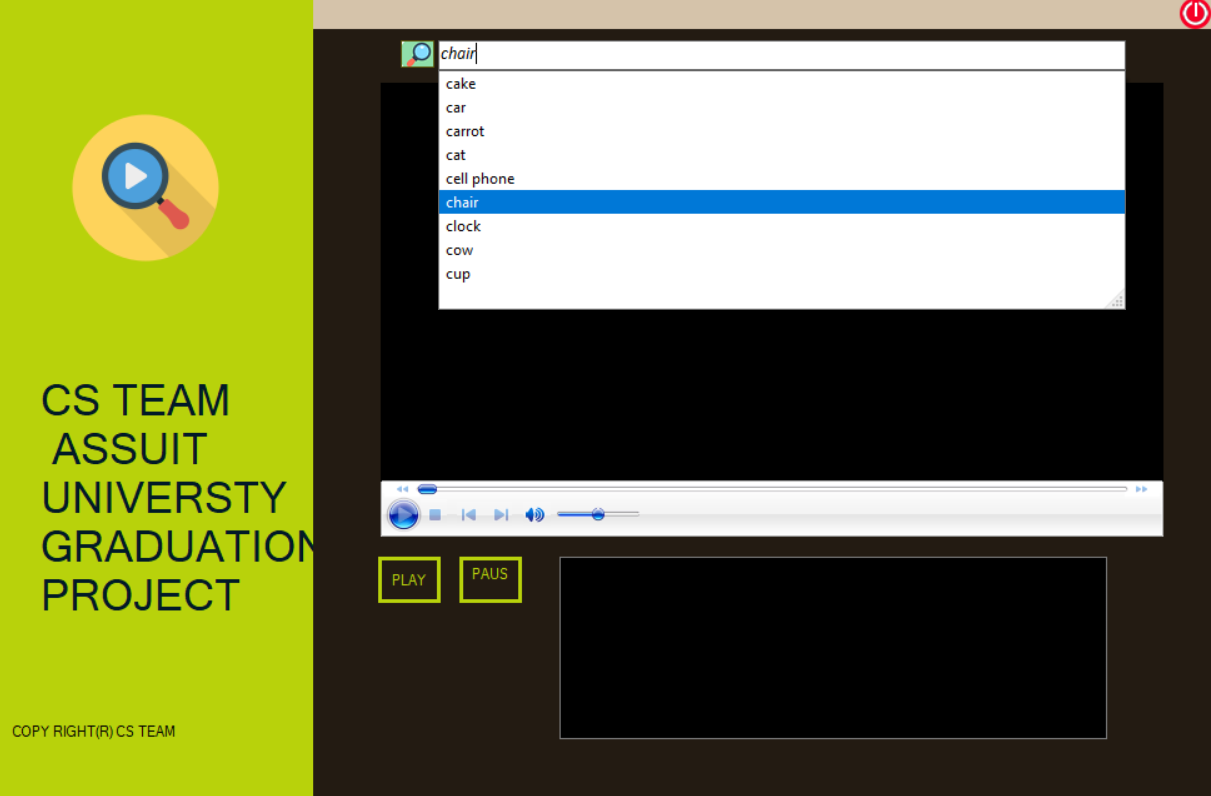 chair
cake
car
carrot
cat
cell phone
chair
clock
cow
cup
CS TEAM
ASSUIT
UNIVERSTY
GRADUATION
PROJECT
PLAY
PAUS
COPY RIGHT(R) CS TEAM